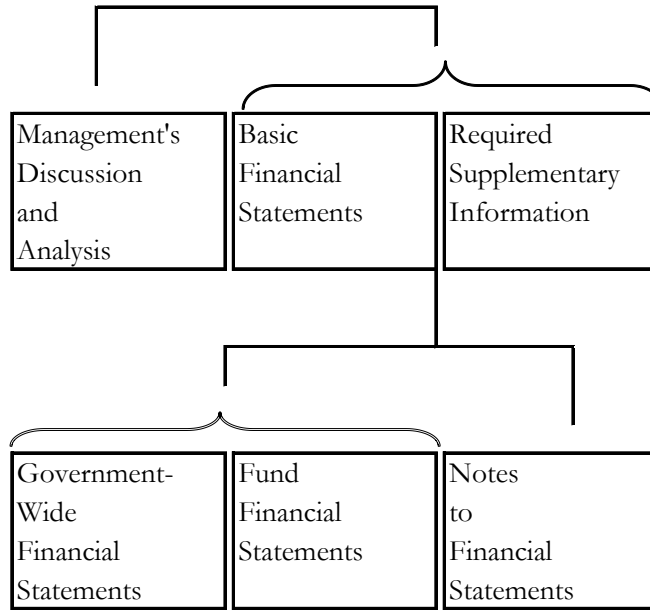 Management's
Discussion
and
Analysis
Basic
Financial
Statements
Required
Supplementary
Information
Government-
Wide
Financial
Statements
Fund
Financial
Statements
Notes
to
Financial
Statements